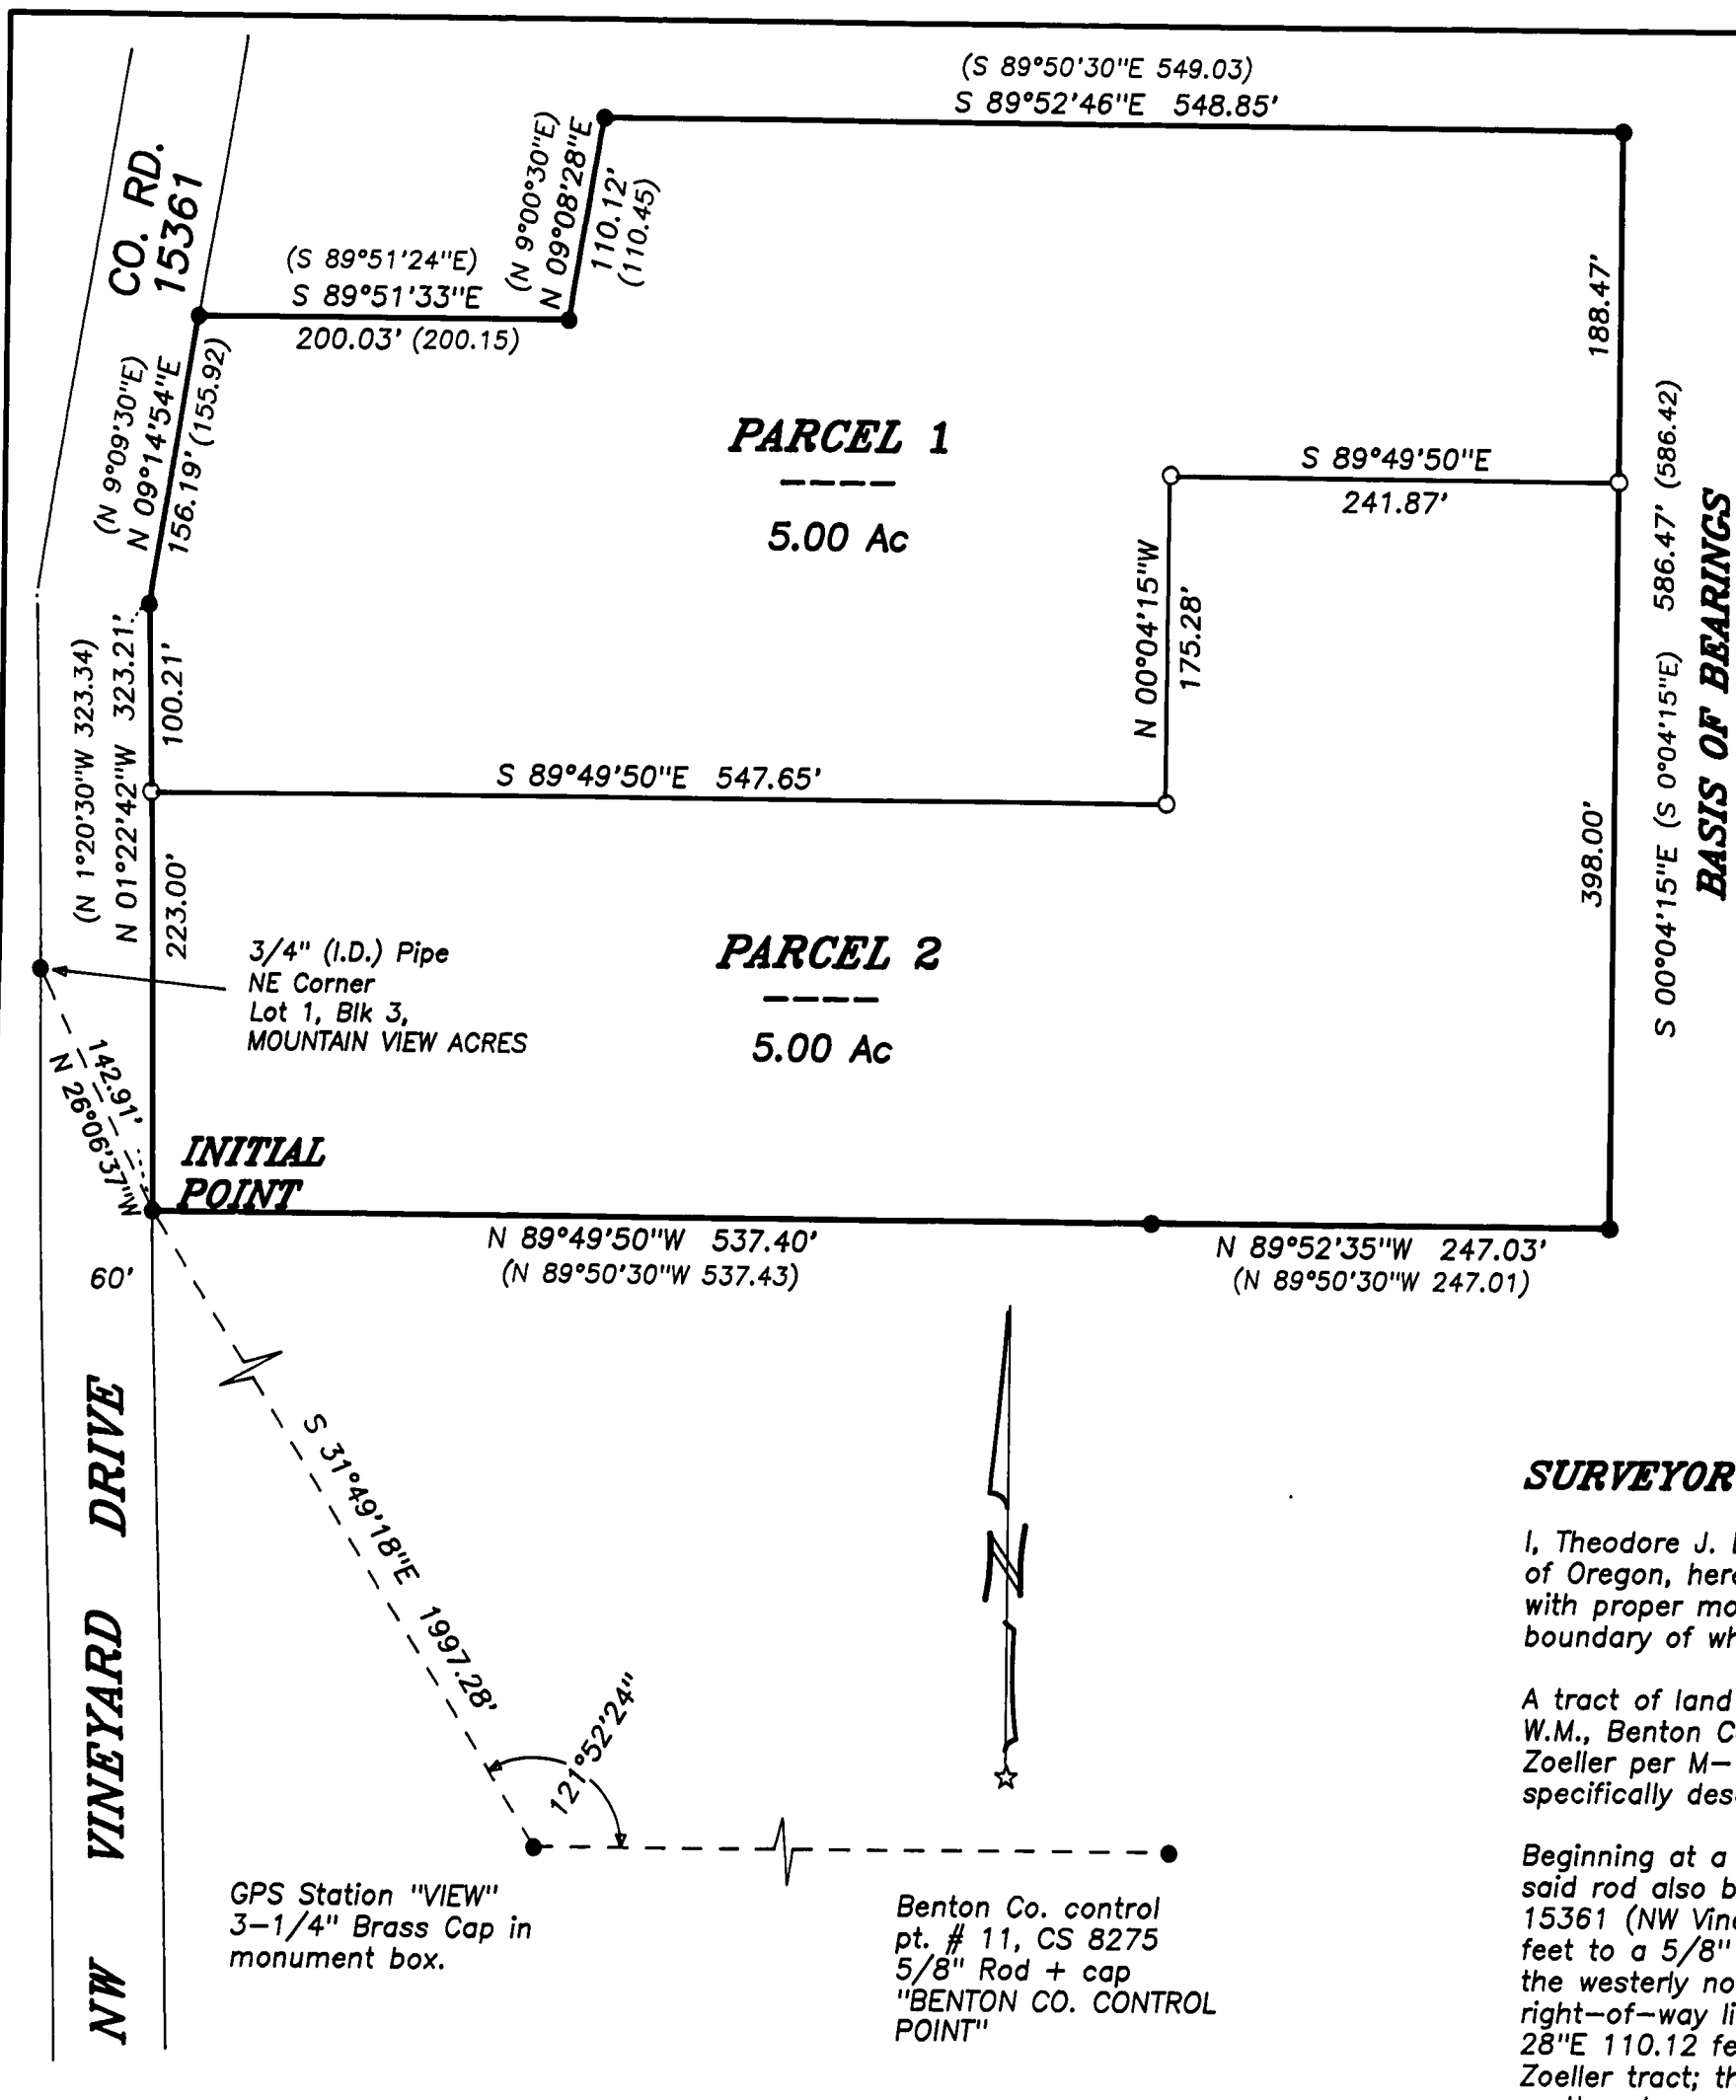 (S 89°50'30"E 549.03)
S 89°52'46"E 548.85'
CO. RD.
15361
(N 9°00'30"E)
N 09°08'28"E
110.12'
(110.45)
(S 89°51'24"E)
S 89°51'33"E
200.03' (200.15)
(N 9°09'30"E)
N 09°14'54"E
156.19' (155.92)
188.47'
PARCEL 1
5.00 Ac
S 89°49'50"E
241.87'
N 00°04'15"W
175.28'
S 00°04'15"E (S 0°04'15"E) 586.47' (586.42)
BASIS OF BEARINGS
(N 1°20'30"W 323.34)
N 01°22'42"W 323.21'
100.21'
S 89°49'50"E 547.65'
223.00'
398.00'
3/4" (I.D.) Pipe
NE Corner
Lot 1, Blk 3,
MOUNTAIN VIEW ACRES
PARCEL 2
5.00 Ac
142.91'
N 26°06'37"W
INITIAL
POINT
N 89°49'50"W 537.40'
(N 89°50'30"W 537.43)
N 89°52'35"W 247.03'
(N 89°50'30"W 247.01)
60'
NW VINEYARD DRIVE
S 31°49'18"E 1997.28'
121°52'24"
N
GPS Station "VIEW"
3-1/4" Brass Cap in
monument box.
Benton Co. control
pt. # 11, CS 8275
5/8" Rod + cap
"BENTON CO. CONTROL
POINT"
SURVEYOR
I, Theodore J.
of Oregon, her
with proper mo
boundary of wh
A tract of land
W.M., Benton C
Zoeller per M-
specifically des
Beginning at a
said rod also b
15361 (NW Vin
feet to a 5/8"
the westerly no
right-of-way li
28"E 110.12 fe
Zoeller tract; th